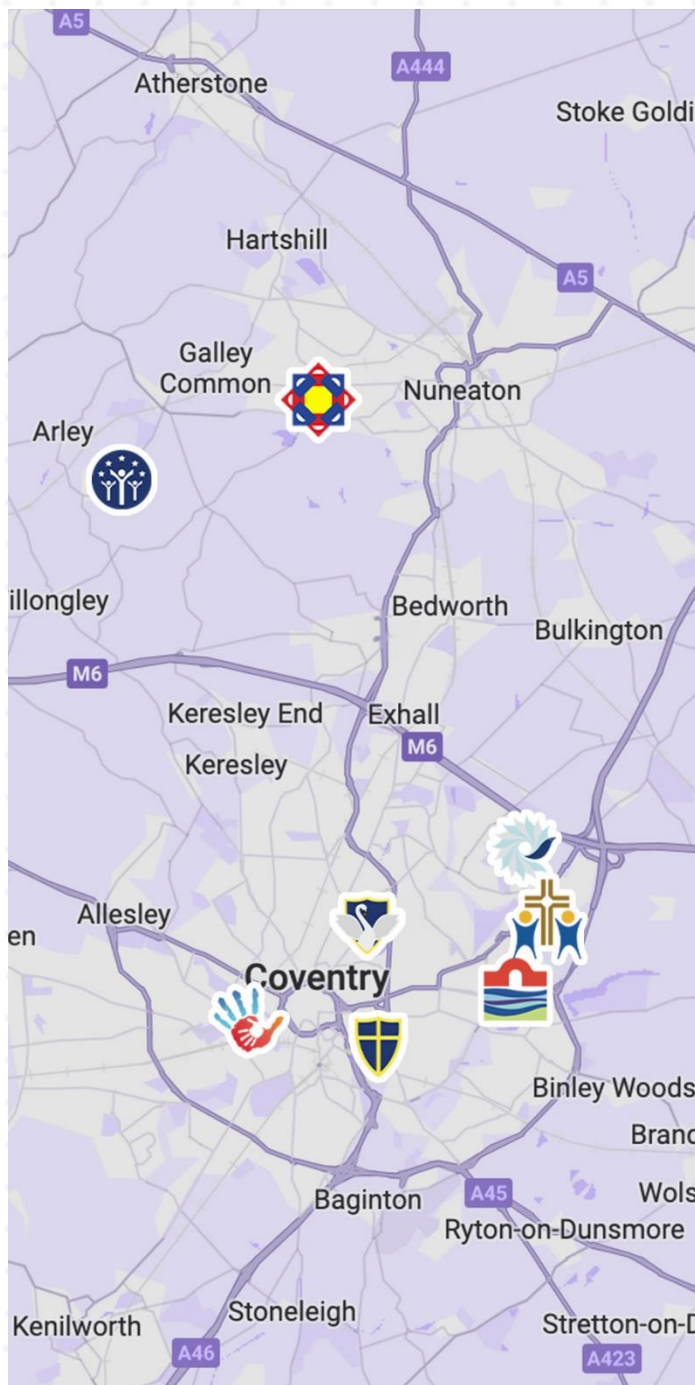 A5
Atherstone
A444
Stoke Goldi
Hartshill
A5
Galley
Common
Nuneaton
Arley
illongley
Bedworth
Bulkington
M6
Keresley End
Exhall
M6
Keresley
Allesley
en
Coventry
Binley Woods
Branc
Wols
Baginton
A45
Ryton-on-Dunsmore
Stoneleigh
Kenilworth
Stretton-on-D
A46
A423